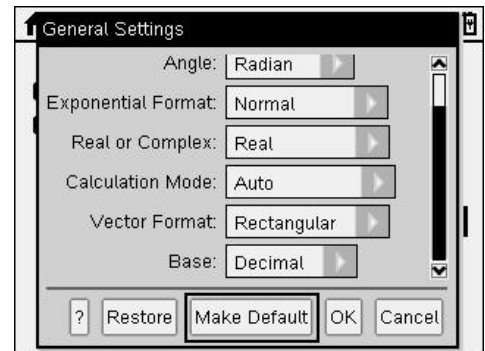 General Settings
Angle: Radian
Exponential Format: Normal
Real or Complex: Real
Calculation Mode: Auto
Vector Format: Rectangular
Base: Decimal
? Restore Make Default OK Cancel